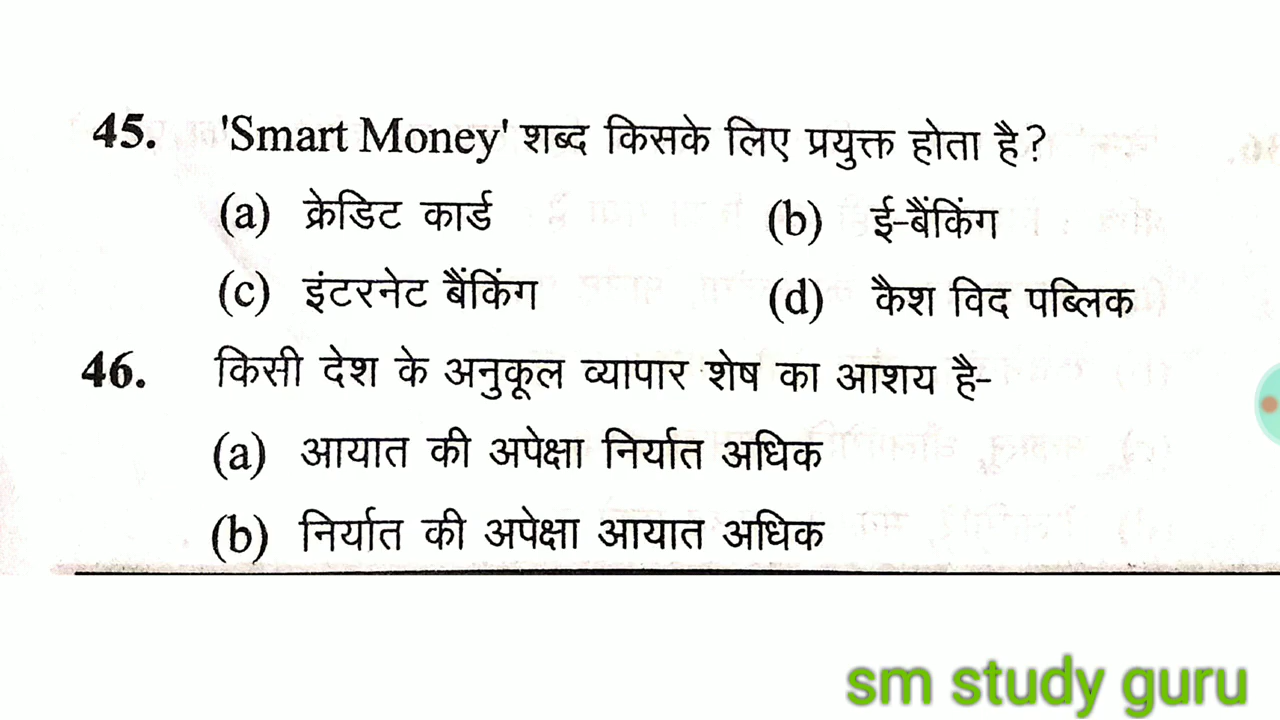 45. 'Smart Money' शब्द किसके लिए प्रयुक्त होता है?
(a) क्रेडिट कार्ड (b) ई-बैंकिंग
(c) इंटरनेट बैंकिंग (d) कैश विद पब्लिक
46. किसी देश के अनुकूल व्यापार शेष का आशय है-
(a) आयात की अपेक्षा निर्यात अधिक
(b) निर्यात की अपेक्षा आयात अधिक
sm study guru